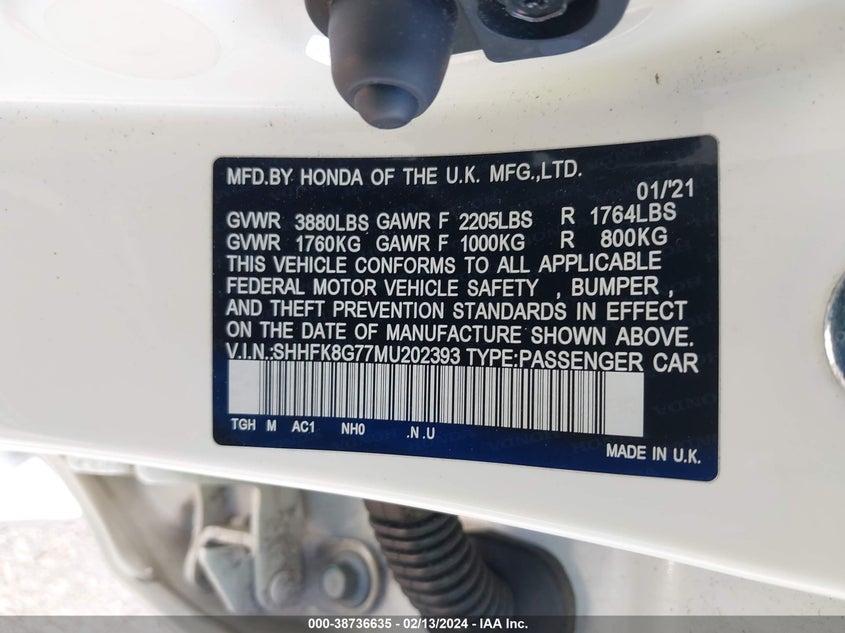 MFD.BY HONDA OF THE U.K. MFG.,LTD.
01/'21
GVWR 3880LBS GAWR F 2205LBS R 1764LBS
GVWR 1760KG GAWR F 1000KG R 800KG
THIS VEHICLE CONFORMS TO ALL APPLICABLE
FEDERAL MOTOR VEHICLE SAFETY , BUMPER ,
AND THEFT PREVENTION STANDARDS IN EFFECT
ON THE DATE OF MANUFACTURE SHOWN ABOVE.
V.I.N.:SHHFK8G77MU202393 TYPE:PASSENGER CAR
TGH M AC1 NH0 .N .U
MADE IN U.K.
000-38736635 - 02/13/2024 - IAA Inc.